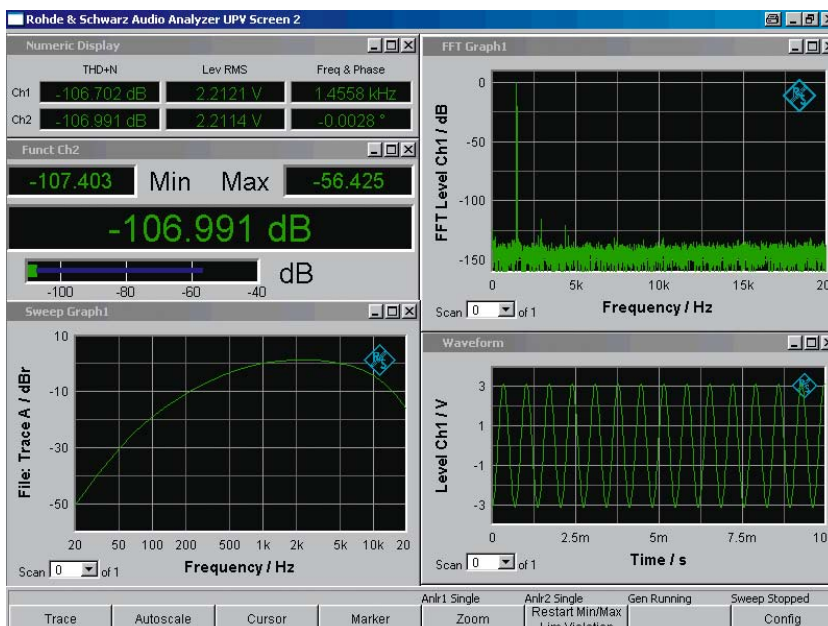 Rohde & Schwarz Audio Analyzer UPV Screen 2
Numeric Display
THD+N Lev RMS Freq & Phase
Ch1 -106.702 dB 2.2121 V 1.4558 kHz
Ch2 -106.991 dB 2.2114 V -0.0028 °
Funct Ch2
-107.403 Min Max -56.425
-106.991 dB
-100 -80 -60 -40 dB
Sweep Graph1
File: Trace A / dBr
10
-10
-30
-50
20 50 100 200 500 1k 2k 5k 10k 20
Scan 0 of 1 Frequency / Hz
FFT Graph1
FFT Level Ch1 / dB
0
-50
-100
-150
0 5k 10k 15k 20
Scan 0 of 1 Frequency / Hz
Waveform
Level Ch1 / V
3
1
-1
-3
0 2.5m 5m 7.5m 10
Scan 0 of 1 Time / s
Anlr1 Single Anlr2 Single Gen Running Sweep Stopped
Trace Autoscale Cursor Marker Zoom Restart Min/Max Config
Lim Violation